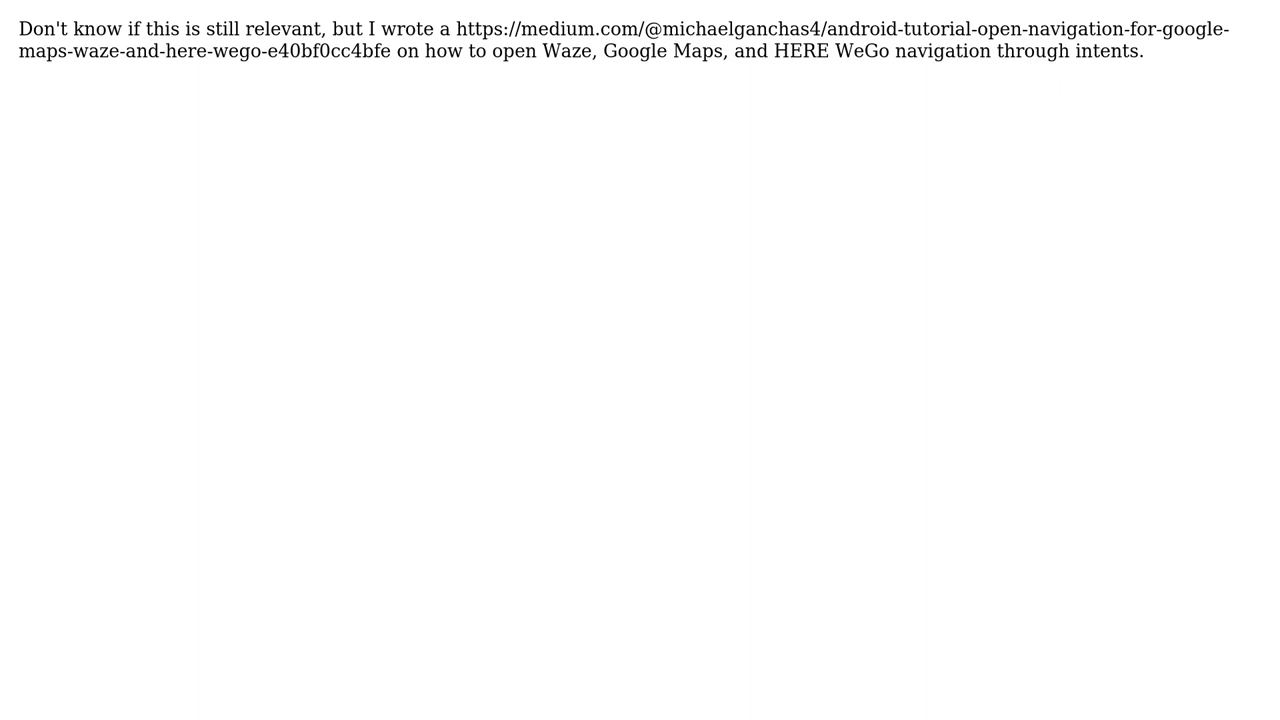 Don't know if this is still relevant, but I wrote a https://medium.com/@michaelganchas4/android-tutorial-open-navigation-for-google-
maps-waze-and-here-wego-e40bf0cc4bfe on how to open Waze, Google Maps, and HERE WeGo navigation through intents.